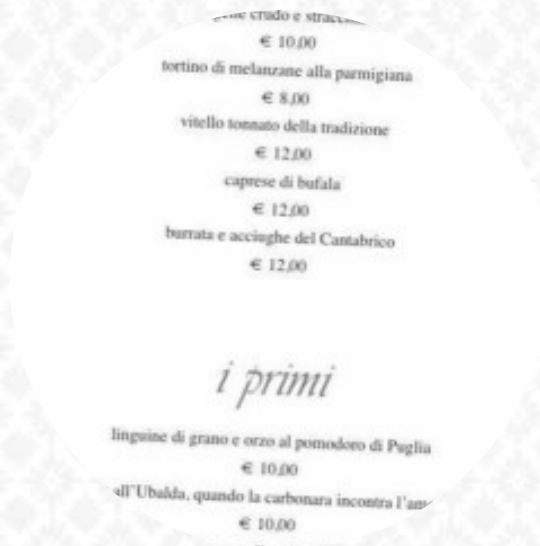 crudo e
€ 10,00
tortino di melanzane alla parmigiana
€ 8,00
vitello tonnato della tradizione
€ 12,00
caprese di bufala
€ 12,00
burrata e acciughe del Cantabrico
€ 12,00
i primi
linguine di grano e orzo al pomodoro di Puglia
€ 10,00
all'Ubalda, quando la carbonara incontra
€ 10,00